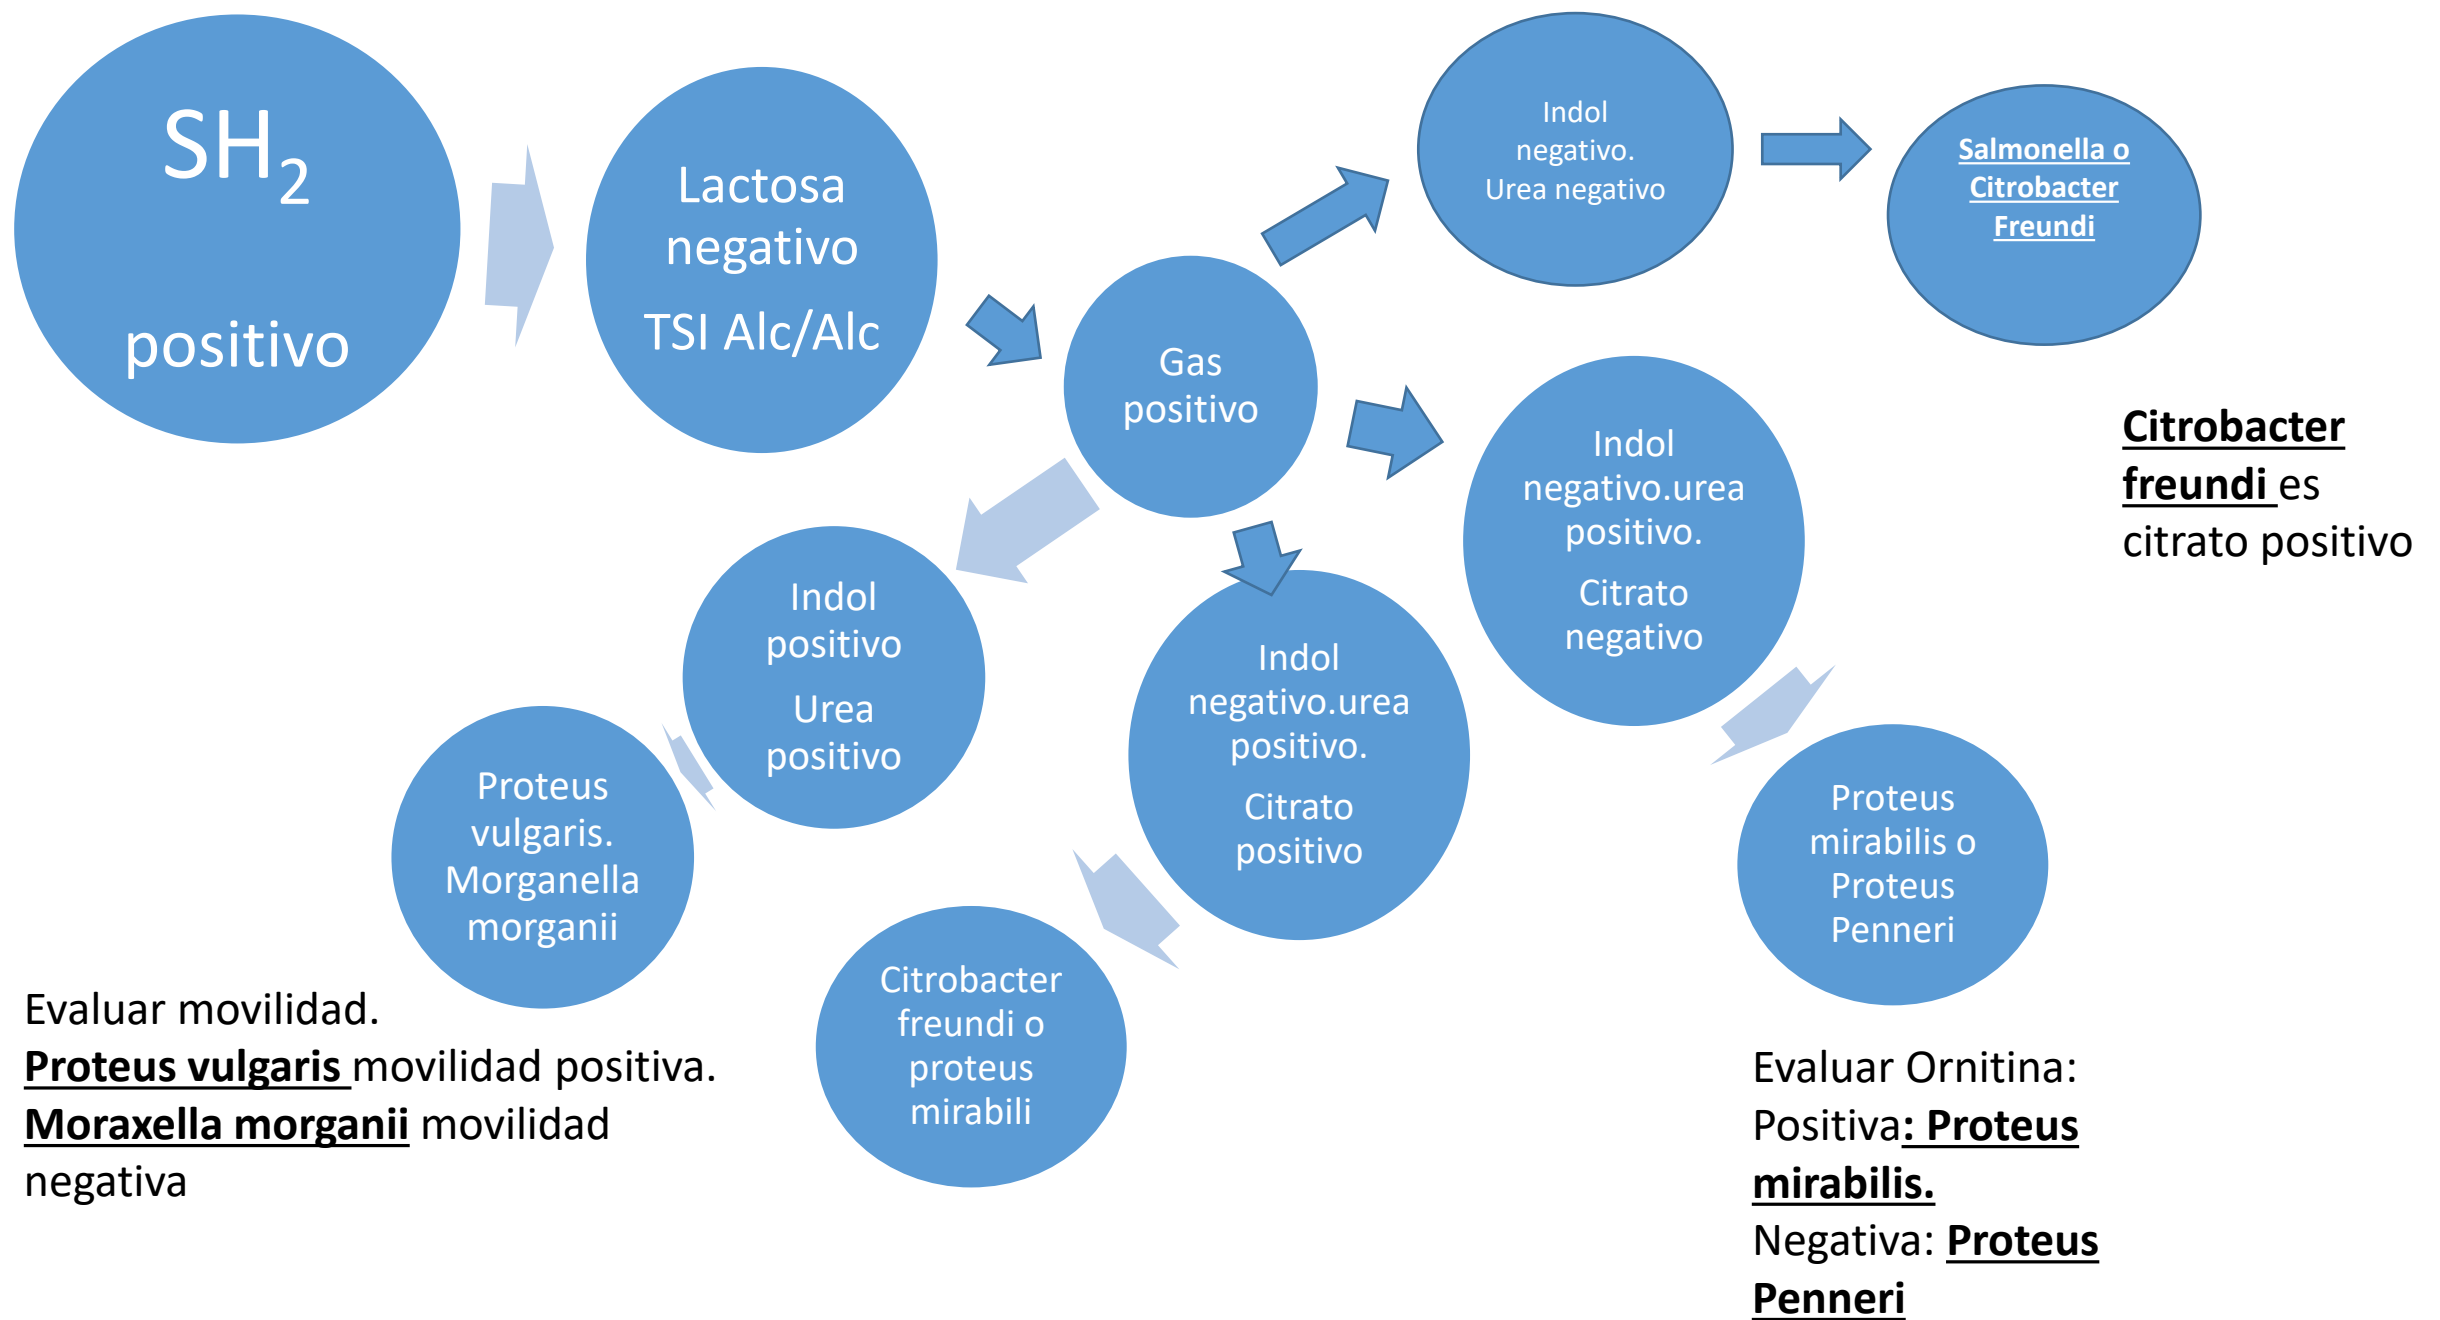 SH2
positivo
Lactosa
negativo
TSI Alc/Alc
Gas
positivo
Indol
negativo.
Urea negativo
Salmonella o
Citrobacter
Freundi
Citrobacter
freundi es
citrato positivo
Indol
negativo.urea
positivo.
Citrato
negativo
Proteus
mirabilis o
Proteus
Penneri
Evaluar Ornitina:
Positiva: Proteus
mirabilis.
Negativa: Proteus
Penneri
Indol
negativo.urea
positivo.
Citrato
positivo
Citrobacter
freundi o
proteus
mirabili
Indol
positivo
Urea
positivo
Proteus
vulgaris.
Morganella
morganii
Evaluar movilidad.
Proteus vulgaris movilidad positiva.
Moraxella morganii movilidad
negativa